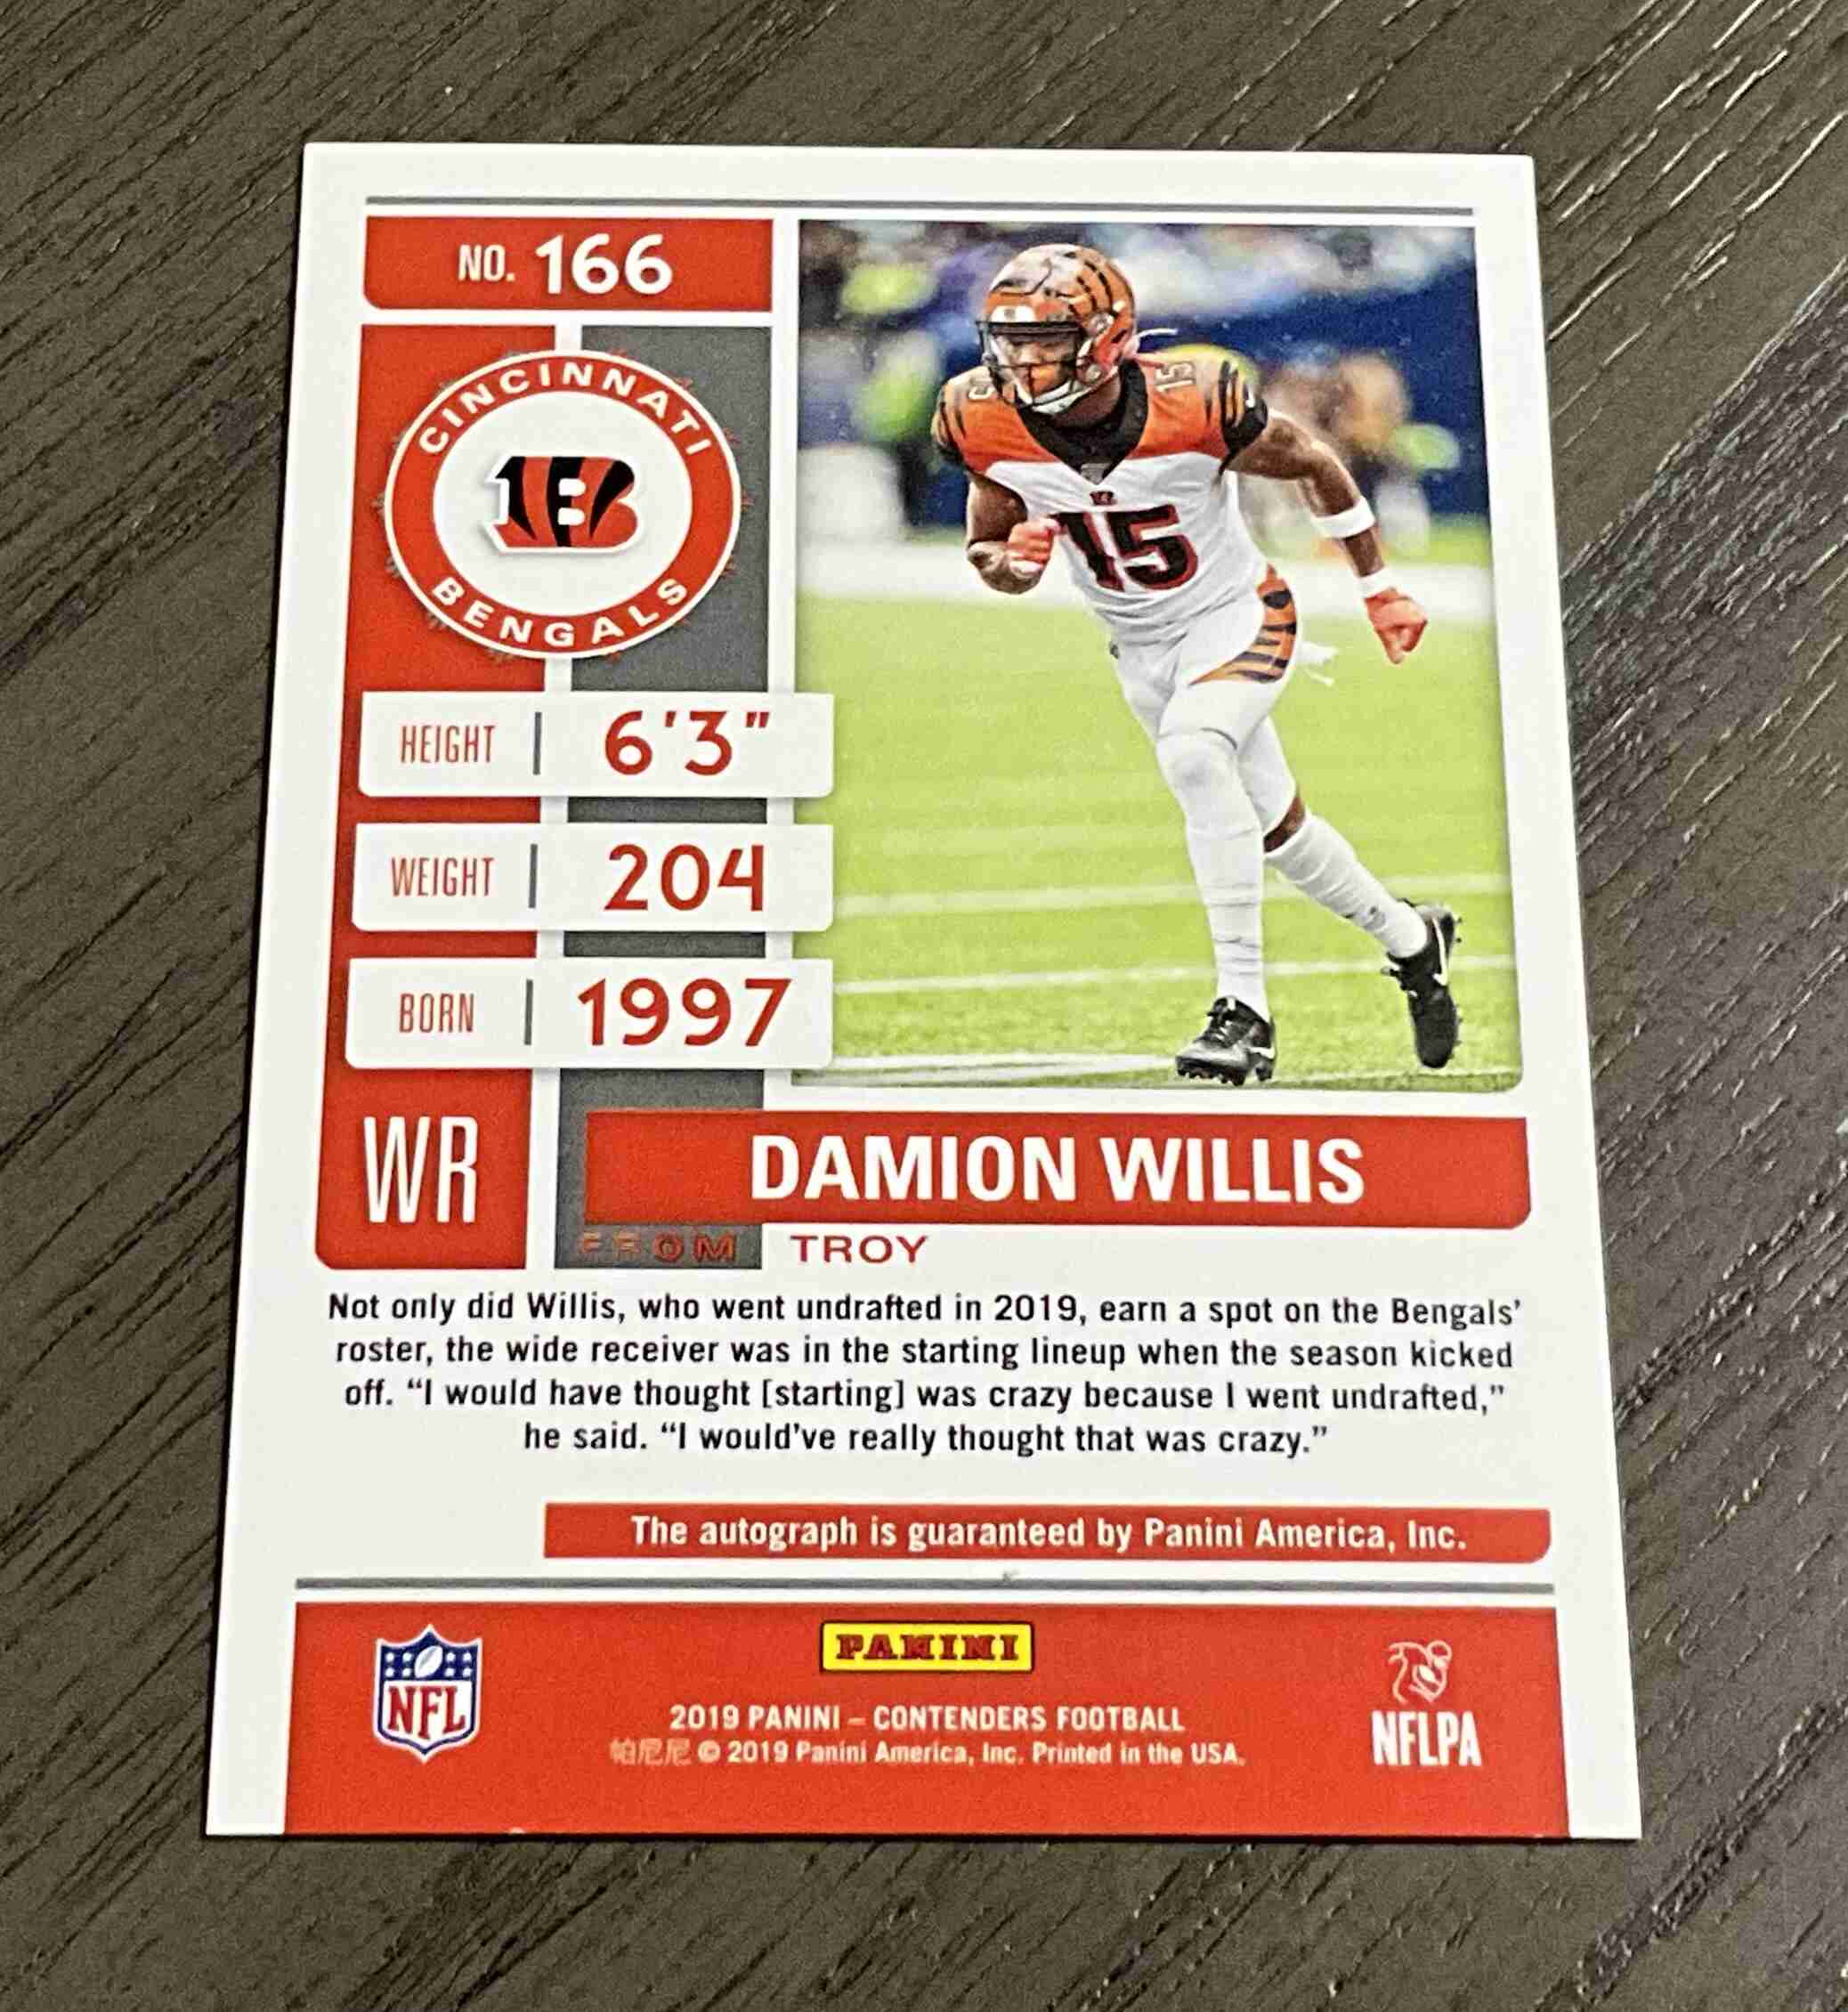 NO. 166
CINCINNATI
B
BENGALS
15
15
HEIGHT | 6'3"
WEIGHT | 204
BORN | 1997
WR
DAMION WILLIS
FROM TROY
Not only did Willis, who went undrafted in 2019, earn a spot on the Bengals’
roster, the wide receiver was in the starting lineup when the season kicked
off. “I would have thought [starting] was crazy because I went undrafted,”
he said. “I would’ve really thought that was crazy.”
The autograph is guaranteed by Panini America, Inc.
NFL
PANINI
2019 PANINI – CONTENDERS FOOTBALL
帕尼尼 © 2019 Panini America, Inc. Printed in the USA.
NFLPA